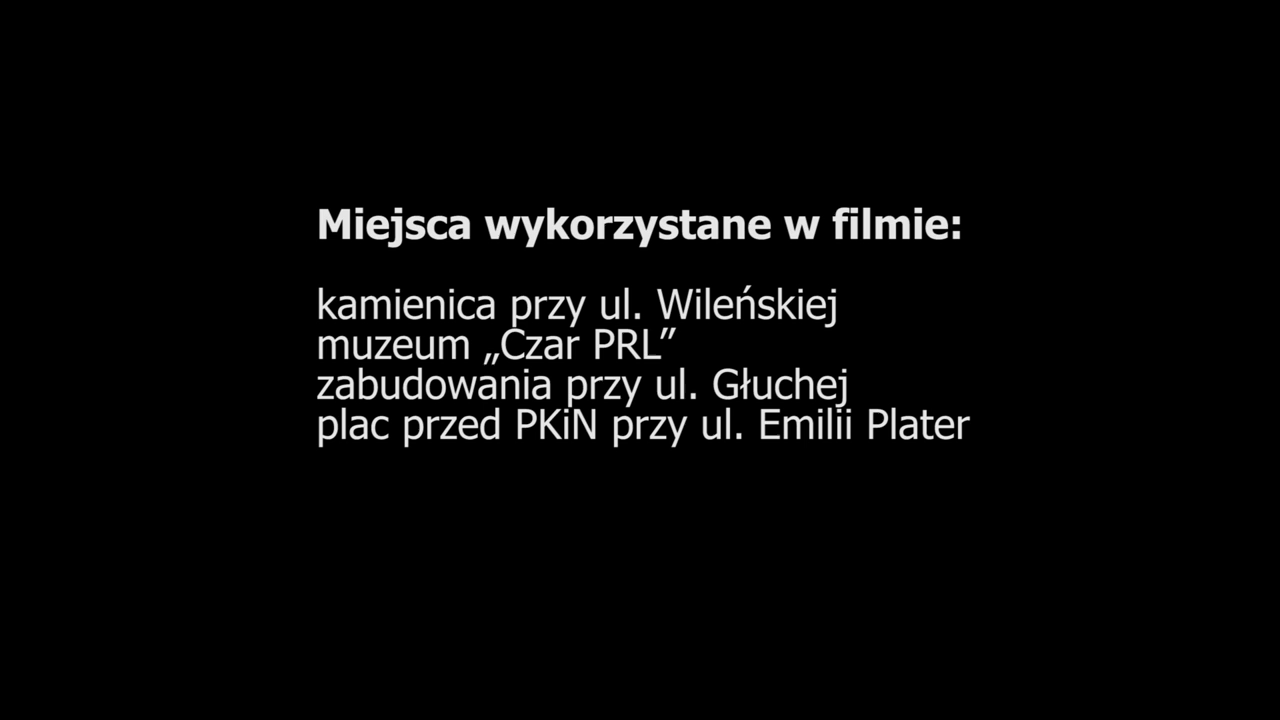 Miejsca wykorzystane w filmie:
kamienica przy ul. Wileńskiej
muzeum „Czar PRL”
zabudowania przy ul. Głuchej
plac przed PKiN przy ul. Emilii Plater